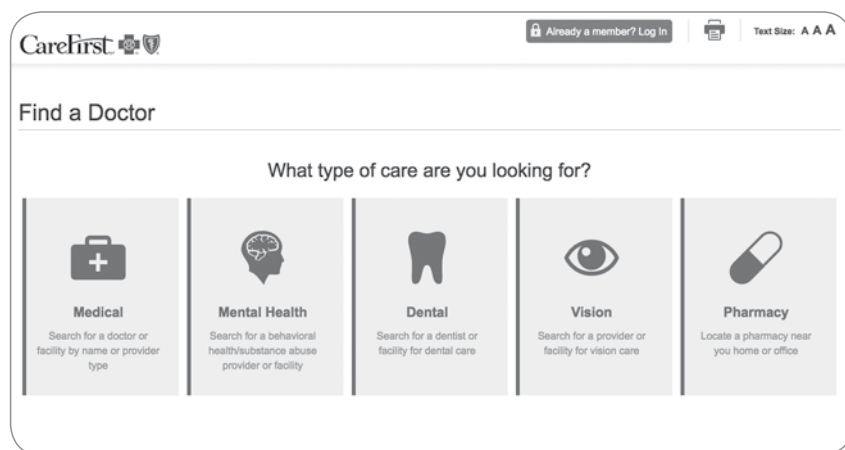 CareFirst
Already a member? Log In
Text Size: A A A
Find a Doctor
What type of care are you looking for?
Medical
Search for a doctor or
facility by name or provider
type
Mental Health
Search for a behavioral
health/substance abuse
provider or facility
Dental
Search for a dentist or
facility for dental care
Vision
Search for a provider or
facility for vision care
Pharmacy
Locate a pharmacy near
you home or office